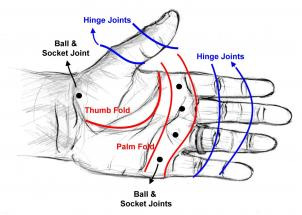 Hinge Joints
Ball &
Socket Joint
Hinge Joints
Thumb Fold
Palm Fold
Ball &
Socket Joints